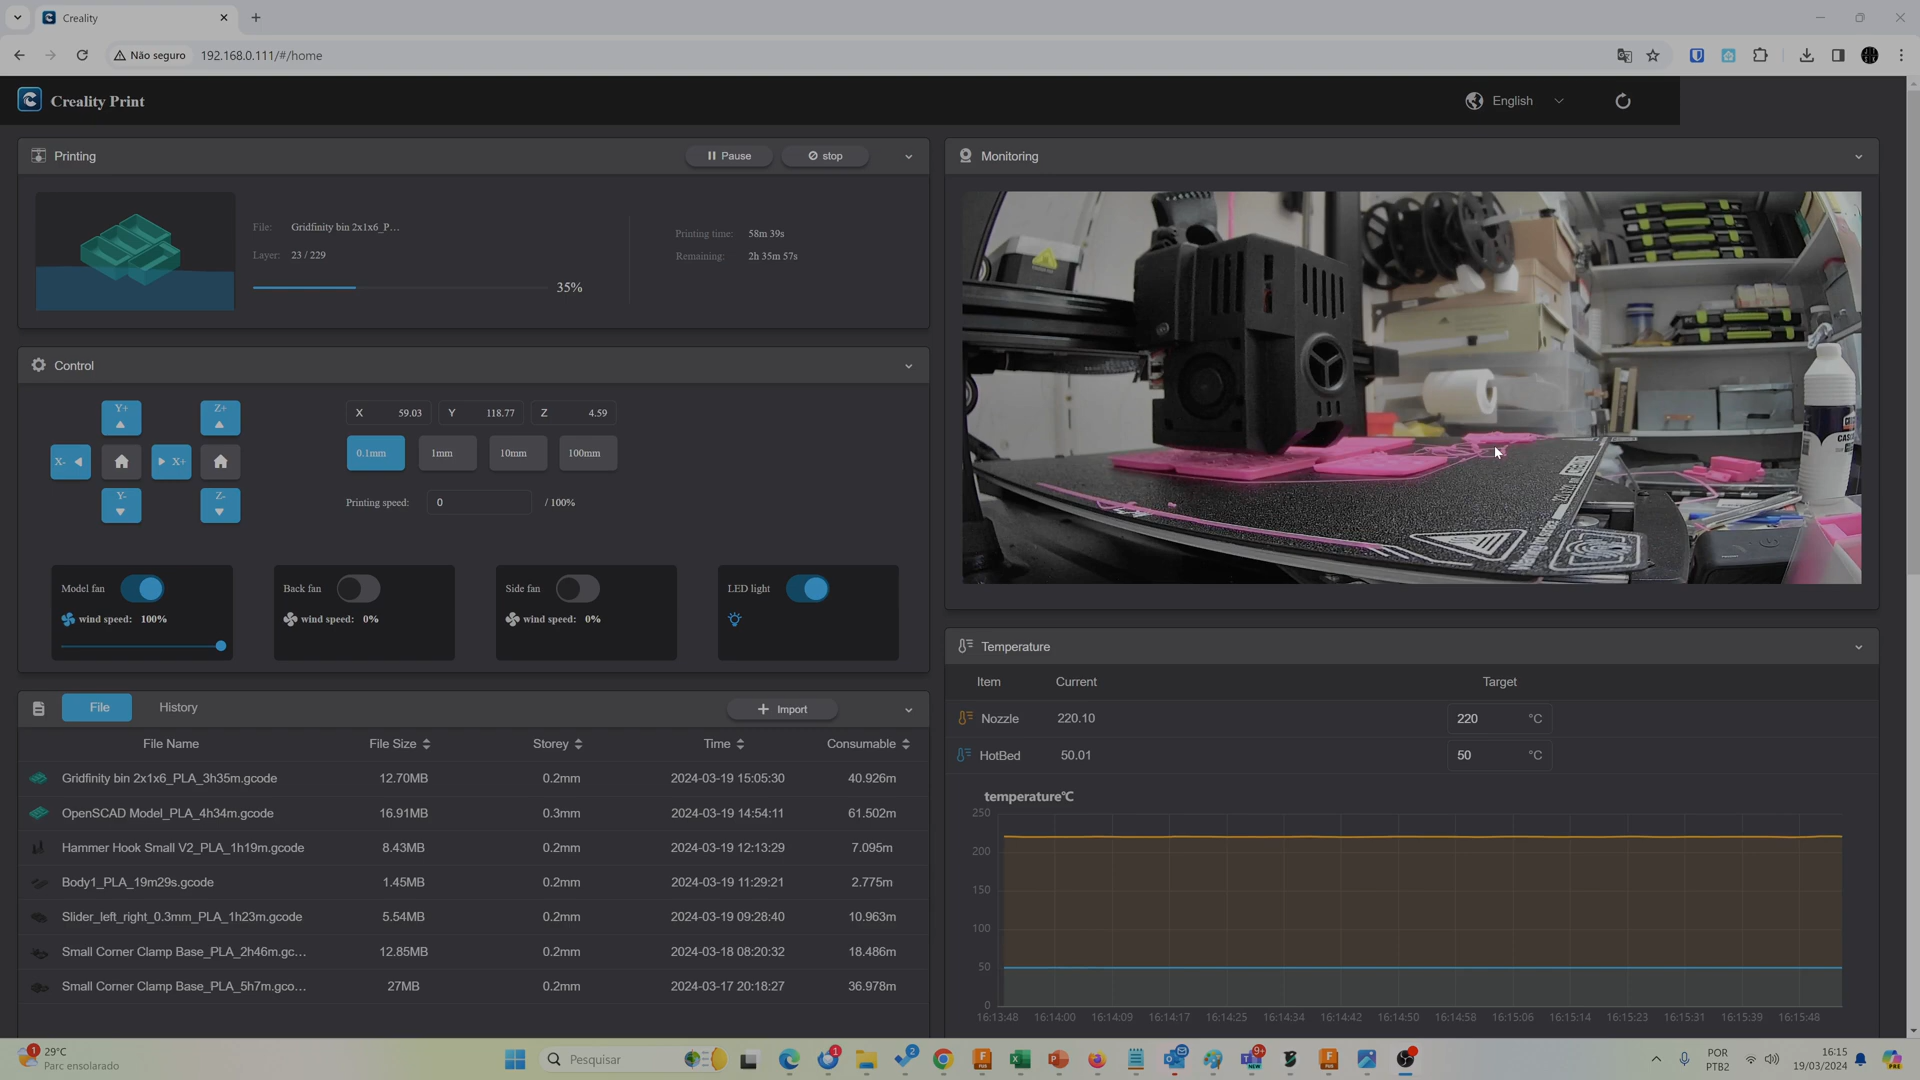 Creality
Não seguro
192.168.0.111/#/home
Creality Print
English
Printing
Pause
stop
File: Gridfinity bin 2x1x6_P...
Layer: 23 / 229
35%
Printing time: 58m 39s
Remaining: 2h 35m 57s
Control
Y+
Z+
X-
X+
Y-
Z-
X 59.03
Y 118.77
Z 4.59
0.1mm
1mm
10mm
100mm
Printing speed: 0 / 100%
Model fan
wind speed: 100%
Back fan
wind speed: 0%
Side fan
wind speed: 0%
LED light
File
History
Import
File Name File Size Storey Time Consumable
Gridfinity bin 2x1x6_PLA_3h35m.gcode 12.70MB 0.2mm 2024-03-19 15:05:30 40.926m
OpenSCAD Model_PLA_4h34m.gcode 16.91MB 0.3mm 2024-03-19 14:54:11 61.502m
Hammer Hook Small V2_PLA_1h19m.gcode 8.43MB 0.2mm 2024-03-19 12:13:29 7.095m
Body1_PLA_19m29s.gcode 1.45MB 0.2mm 2024-03-19 11:29:21 2.775m
Slider_left_right_0.3mm_PLA_1h23m.gcode 5.54MB 0.2mm 2024-03-19 09:28:40 10.963m
Small Corner Clamp Base_PLA_2h46m.gc... 12.85MB 0.2mm 2024-03-18 08:20:32 18.486m
Small Corner Clamp Base_PLA_5h7m.gco... 27MB 0.2mm 2024-03-17 20:18:27 36.978m
Monitoring
Temperature
Item Current Target
Nozzle 220.10 220 °C
HotBed 50.01 50 °C
temperature℃
250
200
150
100
50
0
16:13:48 16:14:00 16:14:09 16:14:17 16:14:25 16:14:34 16:14:42 16:14:50 16:14:58 16:15:06 16:15:14 16:15:23 16:15:31 16:15:39 16:15:48
1
29°C
Parc ensolarado
Pesquisar
1
2
9+
NEW
POR
PTB2
16:15
19/03/2024
PRE